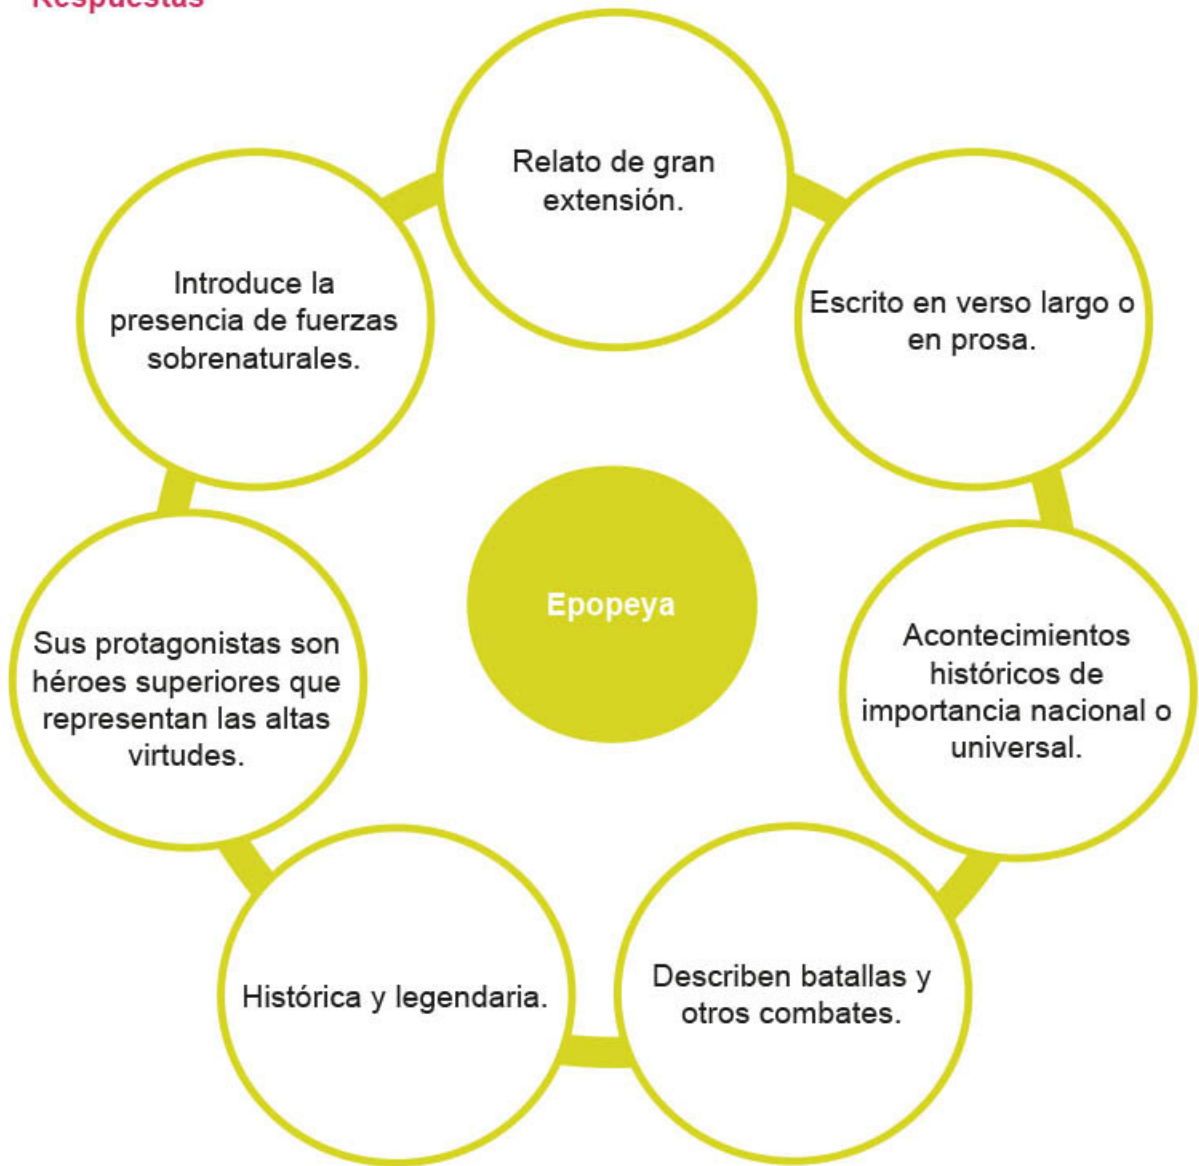 Respuestas
Relato de gran
extensión.
Escrito en verso largo o
en prosa.
Acontecimientos
históricos de
importancia nacional o
universal.
Describen batallas y
otros combates.
Histórica y legendaria.
Sus protagonistas son
héroes superiores que
representan las altas
virtudes.
Introduce la
presencia de fuerzas
sobrenaturales.
Epopeya